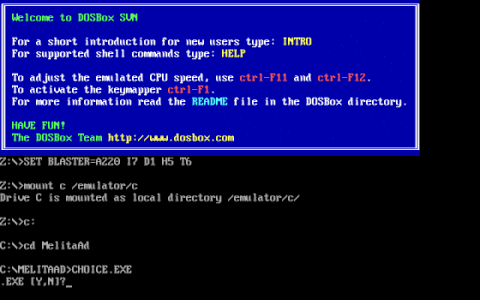 Welcome to DOSBox SVN
For a short introduction for new users type: INTRO
For supported shell commands type: HELP
To adjust the emulated CPU speed, use ctrl-F11 and ctrl-F12.
To activate the keymapper ctrl-F1.
For more information read the README file in the DOSBox directory.
HAVE FUN!
The DOSBox Team http://www.dosbox.com
Z:\>SET BLASTER=A220 I7 D1 H5 T6
Z:\>mount c /emulator/c
Drive C is mounted as local directory /emulator/c/
Z:\>c:
C:\>cd MelitaAd
C:\MELITAAD>CHOICE.EXE
.EXE [Y,N]?_